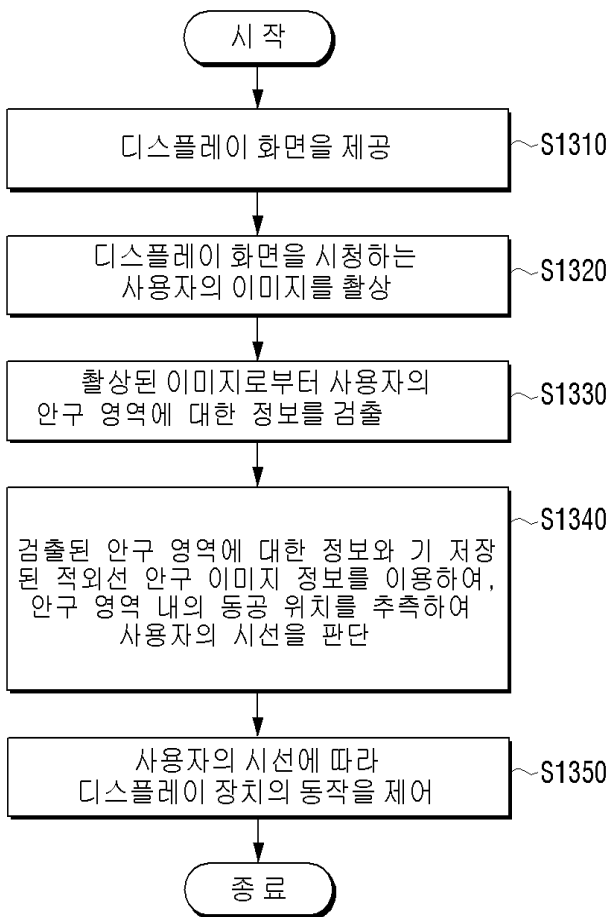 시작
디스플레이 화면을 제공
S1310
디스플레이 화면을 시청하는
사용자의 이미지를 촬상
S1320
촬상된 이미지로부터 사용자의
안구 영역에 대한 정보를 검출
S1330
검출된 안구 영역에 대한 정보와 기 저장
된 적외선 안구 이미지 정보를 이용하여,
안구 영역 내의 동공 위치를 추측하여
사용자의 시선을 판단
S1340
사용자의 시선에 따라
디스플레이 장치의 동작을 제어
S1350
종료